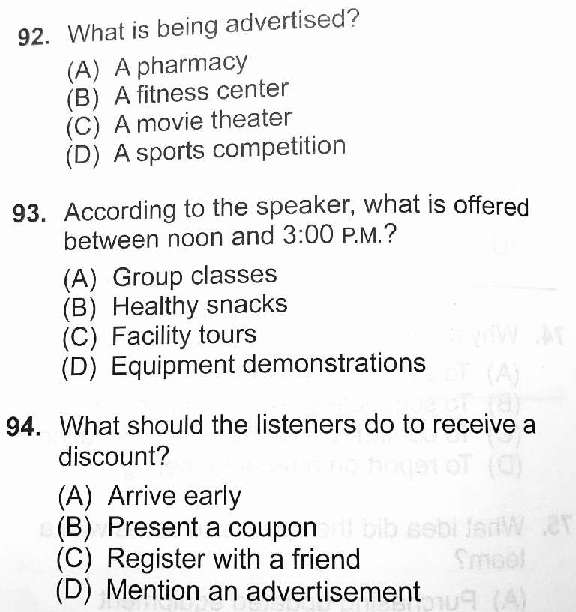 92. What is being advertised?
(A) A pharmacy
(B) A fitness center
(C) A movie theater
(D) A sports competition
93. According to the speaker, what is offered
between noon and 3:00 P.M.?
(A) Group classes
(B) Healthy snacks
(C) Facility tours
(D) Equipment demonstrations
94. What should the listeners do to receive a
discount?
(A) Arrive early
(B) Present a coupon
(C) Register with a friend
(D) Mention an advertisement